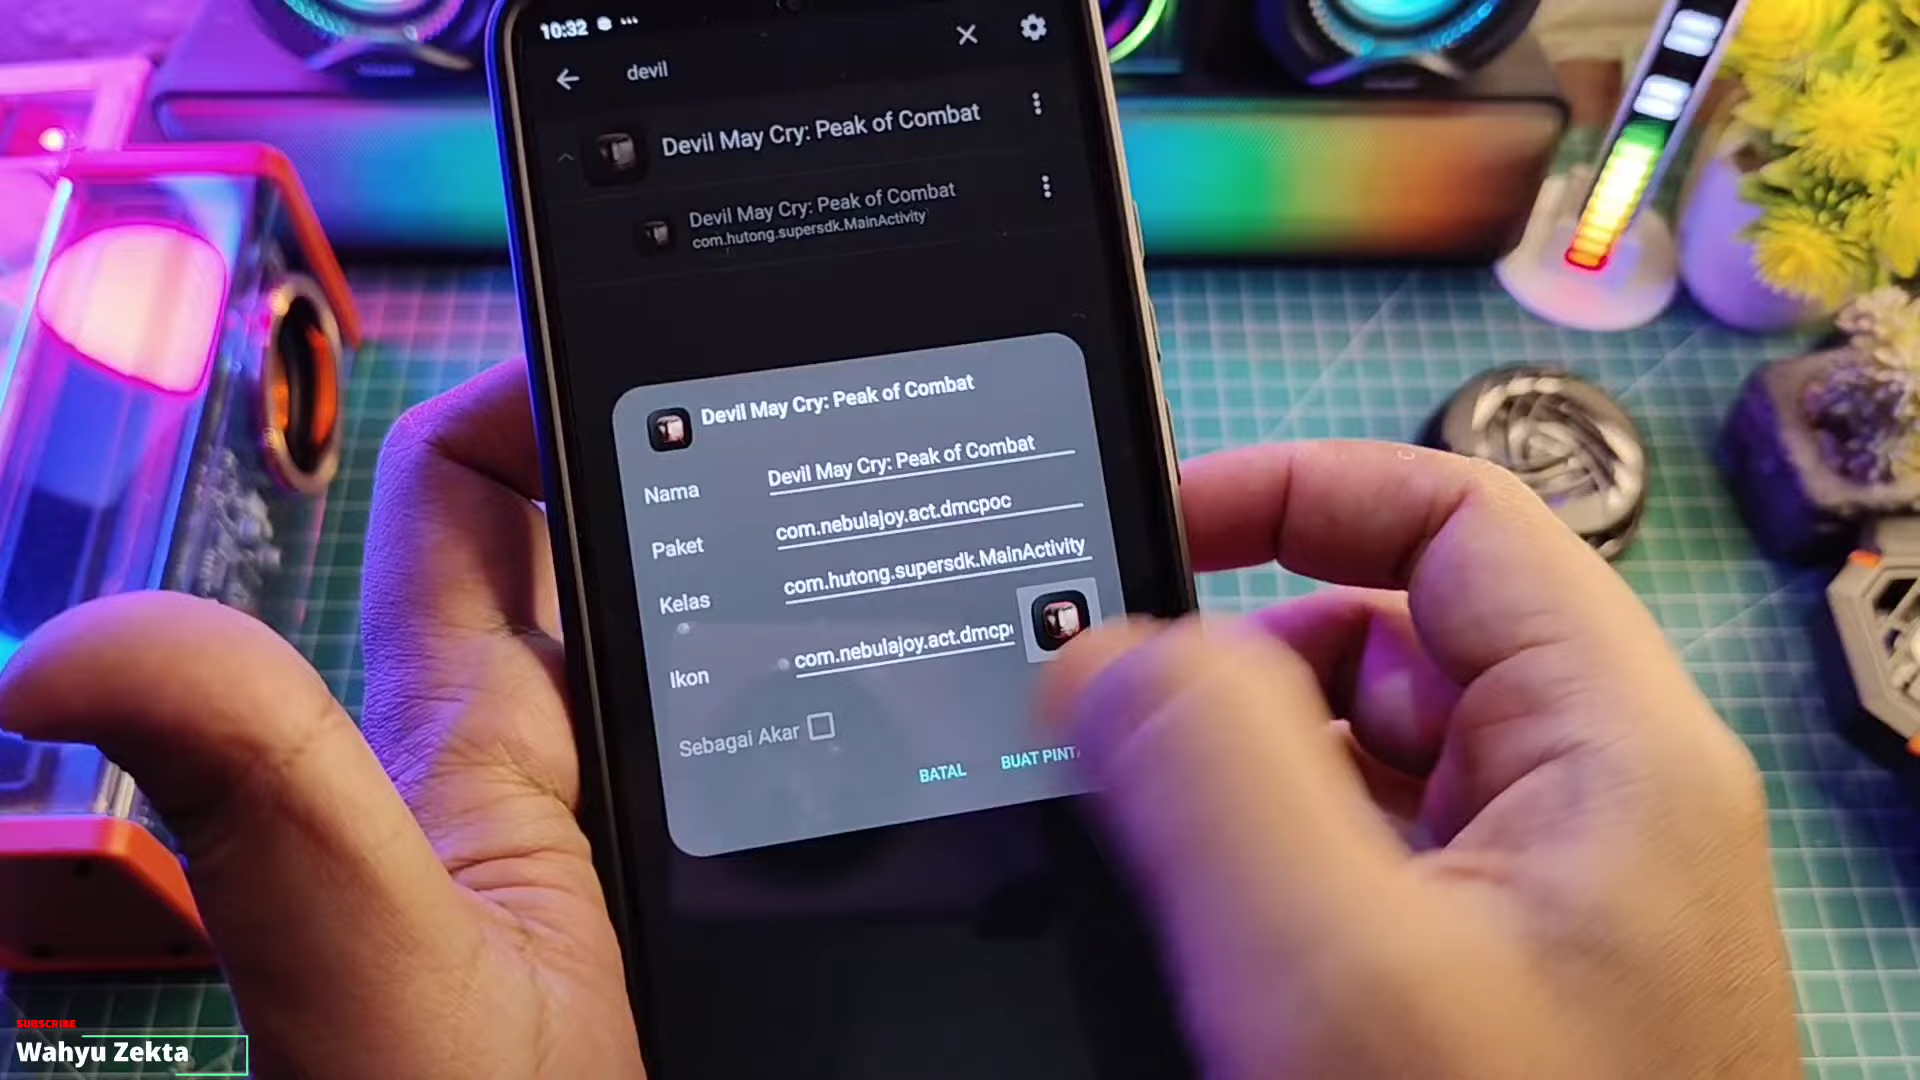 10:32
devil
Devil May Cry: Peak of Combat
Devil May Cry: Peak of Combat
com.hutong.supersdk.MainActivity
Devil May Cry: Peak of Combat
Nama
Devil May Cry: Peak of Combat
Paket
com.nebulajoy.act.dmcpoc
Kelas
com.hutong.supersdk.MainActivity
Ikon
com.nebulajoy.act.dmcp
Sebagai Akar
BATAL
BUAT PINTA
SUBSCRIBE
Wahyu Zekta